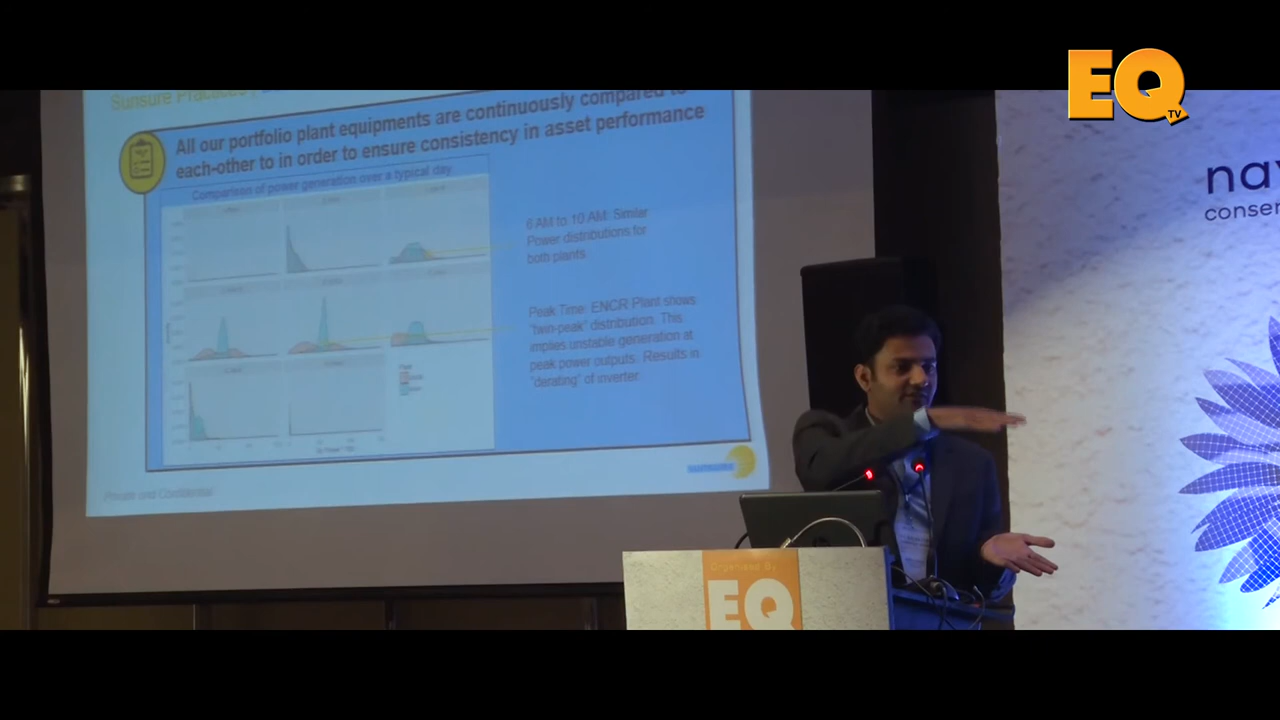 EQ
TV
Sunsure Practices
All our portfolio plant equipments are continuously compared to
each-other to in order to ensure consistency in asset performance
Comparison of power generation over a typical day
6 AM to 10 AM: Similar
Power distributions for
both plants
Peak Time: ENCR Plant shows
"twin-peak" distribution. This
implies unstable generation at
peak power outputs. Results in
"derating" of inverter.
Private and Confidential
nav
conser
Organised By
EQ